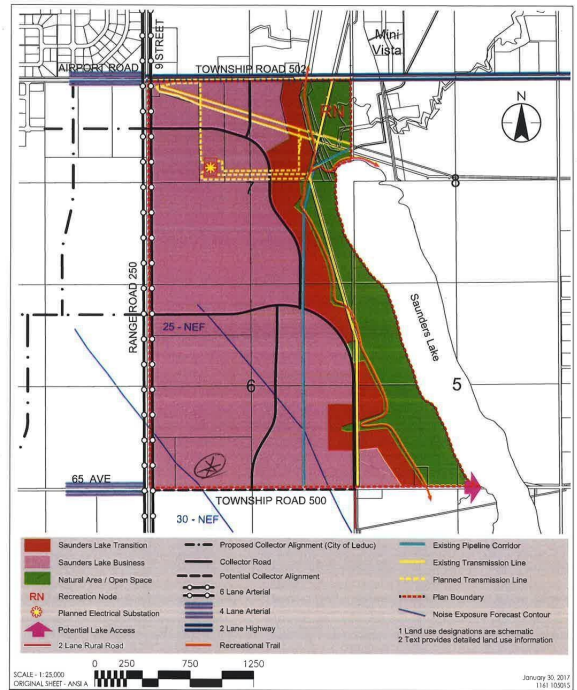 Mini
Vista
9 STREET
AIRPORT ROAD
TOWNSHIP ROAD 502
N
RN
7
8
RANGE ROAD 250
25 - NEF
Saunders Lake
6
5
65 AVE
TOWNSHIP ROAD 500
30 - NEF
Saunders Lake Transition
Saunders Lake Business
Natural Area / Open Space
RN Recreation Node
Planned Electrical Substation
Potential Lake Access
2 Lane Rural Road
Proposed Collector Alignment (City of Leduc)
Collector Road
Potential Collector Alignment
6 Lane Arterial
4 Lane Arterial
2 Lane Highway
Recreational Trail
Existing Pipeline Corridor
Existing Transmission Line
Planned Transmission Line
Plan Boundary
Noise Exposure Forecast Contour
1 Land use designations are schematic
2 Text provides detailed land use information
0 250 500 750 1250
SCALE - 1: 25,000
ORIGINAL SHEET - ANSI A
January 30, 2017
1161 105015